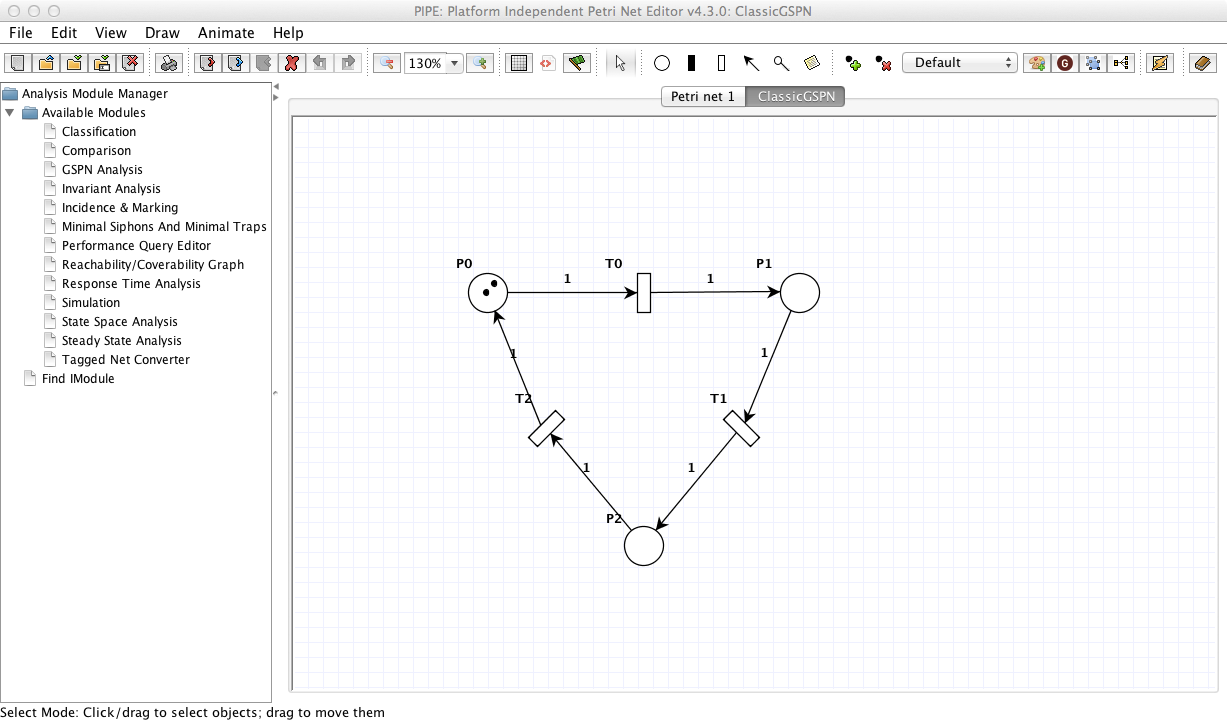 PIPE: Platform Independent Petri Net Editor v4.3.0: ClassicGSPN
File Edit View Draw Animate Help
130% Default G
Petri net 1 ClassicGSPN
Analysis Module Manager
Available Modules
Classification
Comparison
GSPN Analysis
Invariant Analysis
Incidence & Marking
Minimal Siphons And Minimal Traps
Performance Query Editor
Reachability/Coverability Graph
Response Time Analysis
Simulation
State Space Analysis
Steady State Analysis
Tagged Net Converter
Find IModule
P0 T0 P1
1 1
1 1
T2 T1
1 1
P2
Select Mode: Click/drag to select objects; drag to move them